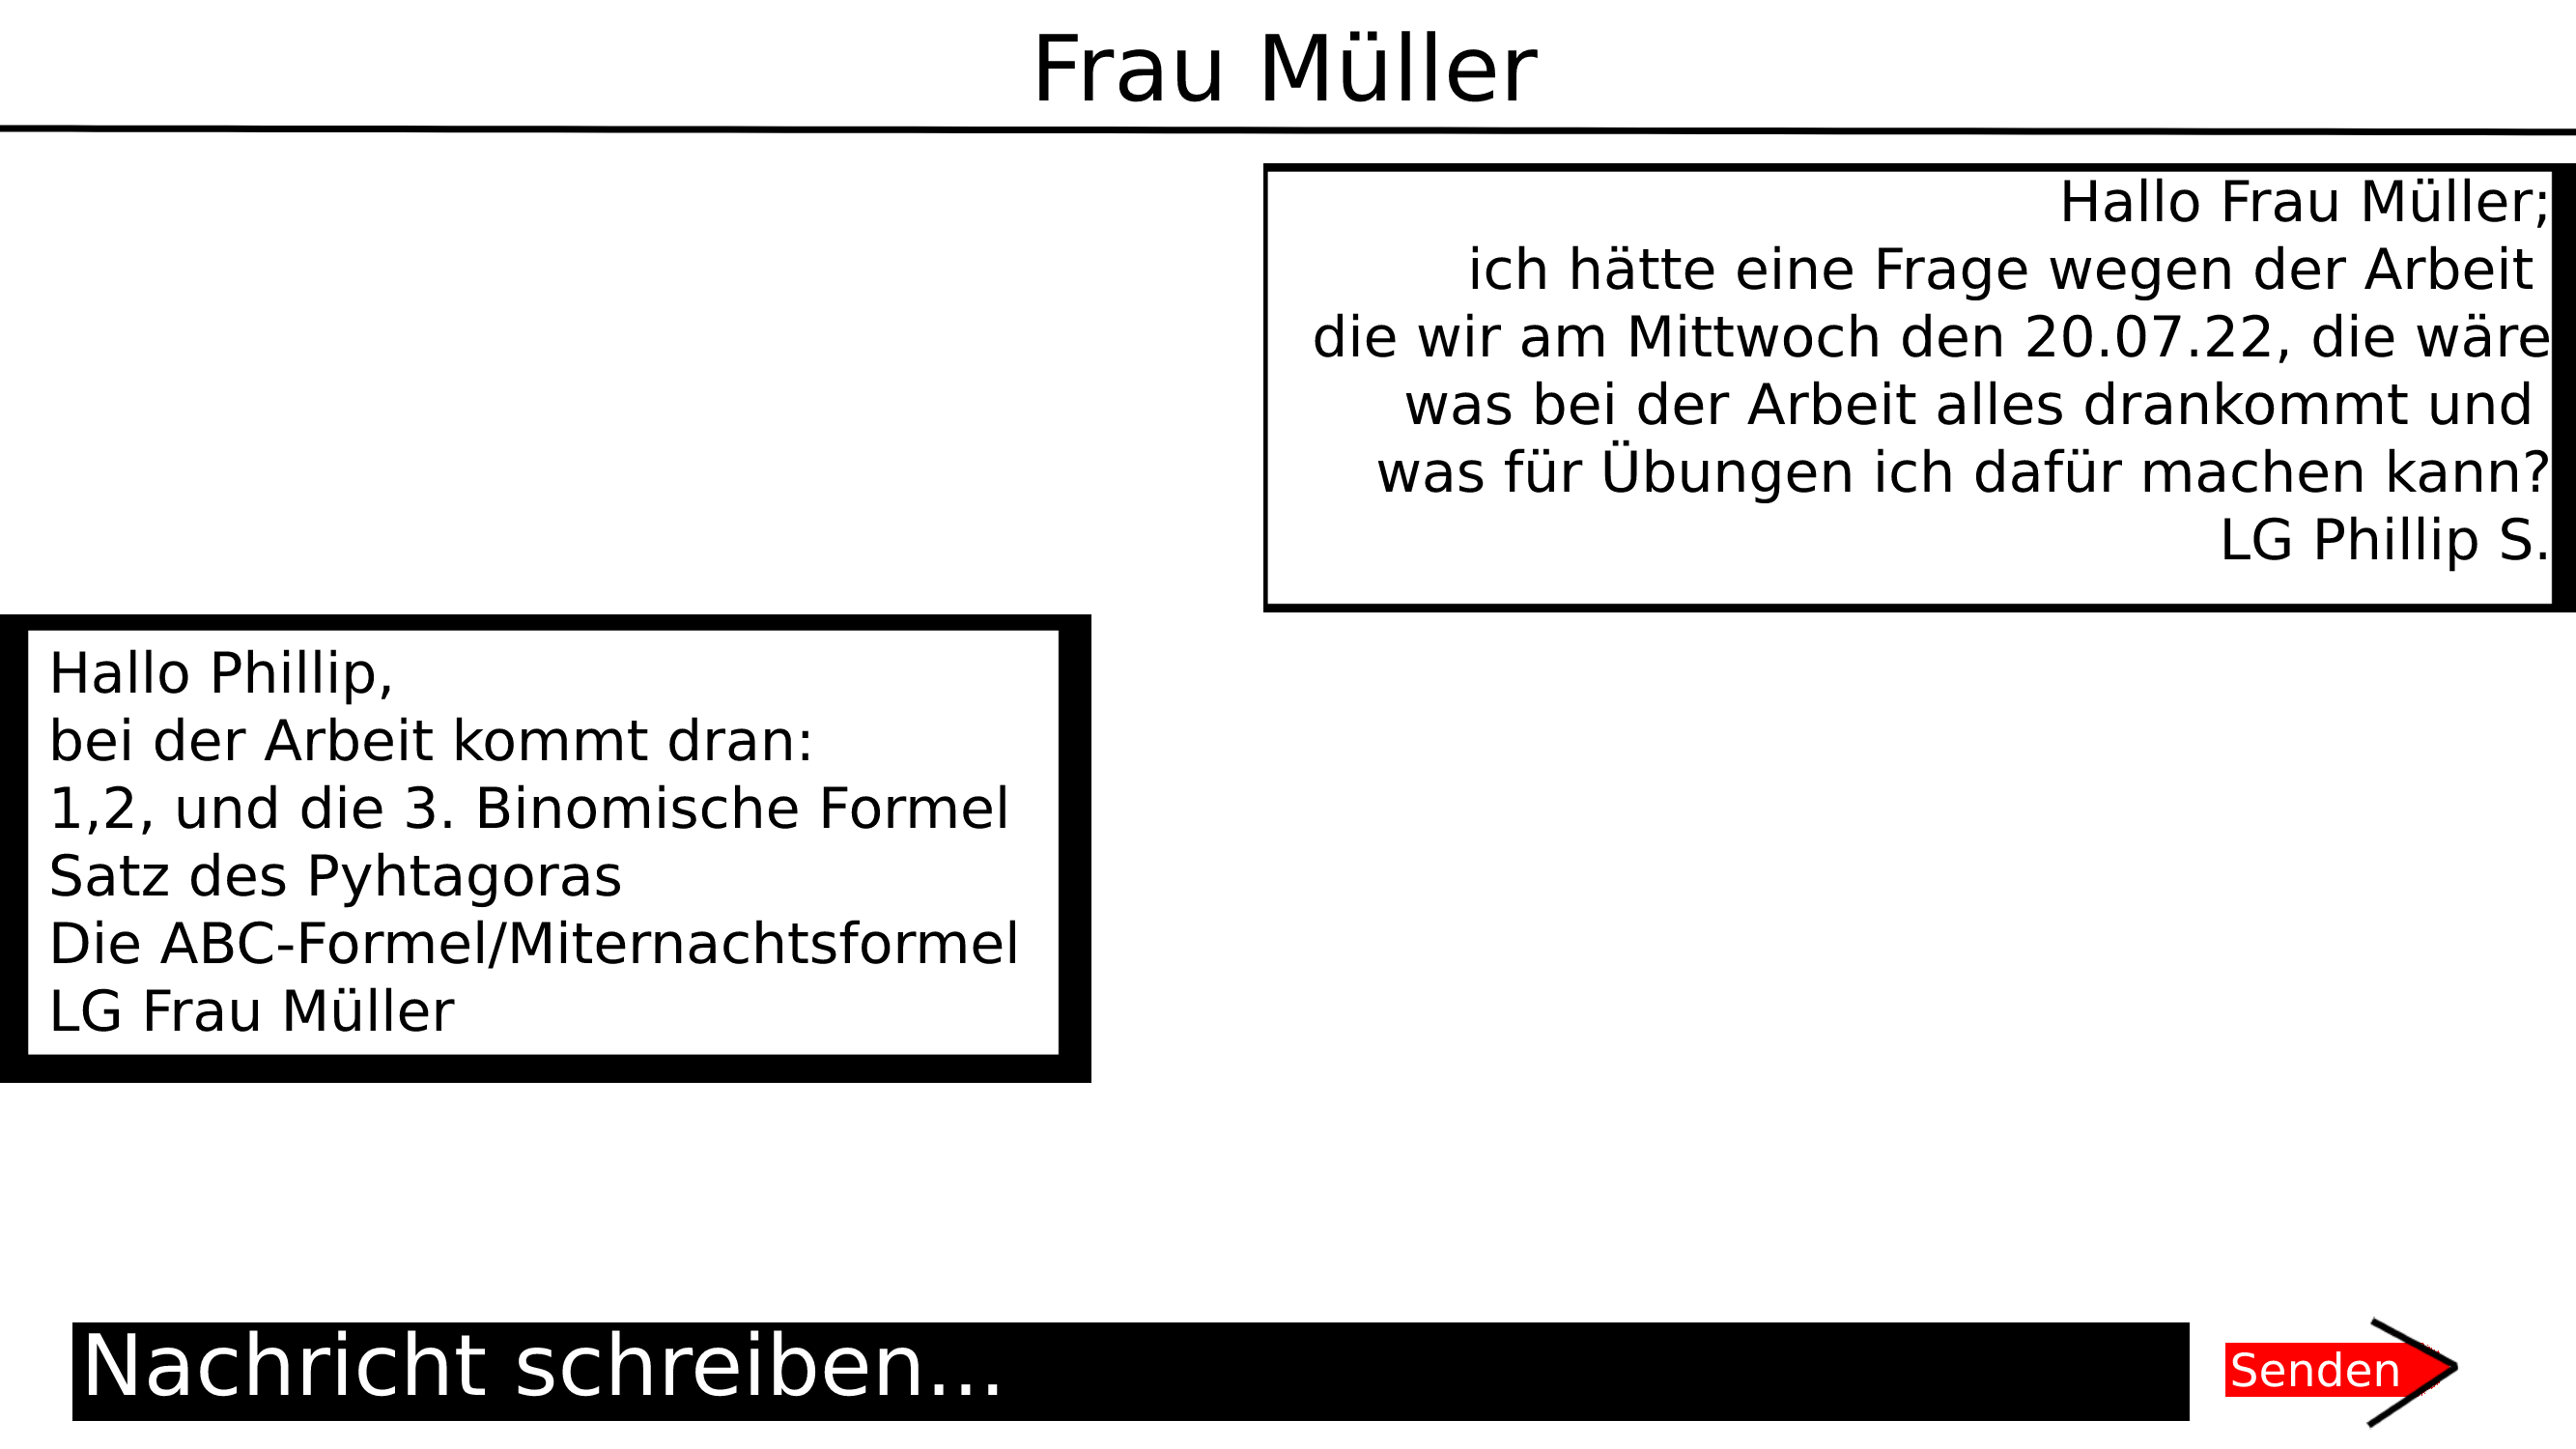 Frau Müller
Hallo Frau Müller;
ich hätte eine Frage wegen der Arbeit
die wir am Mittwoch den 20.07.22, die wäre
was bei der Arbeit alles drankommt und
was für Übungen ich dafür machen kann?
LG Phillip S.
Hallo Phillip,
bei der Arbeit kommt dran:
1,2, und die 3. Binomische Formel
Satz des Pyhtagoras
Die ABC-Formel/Miternachtsformel
LG Frau Müller
Nachricht schreiben...
Senden